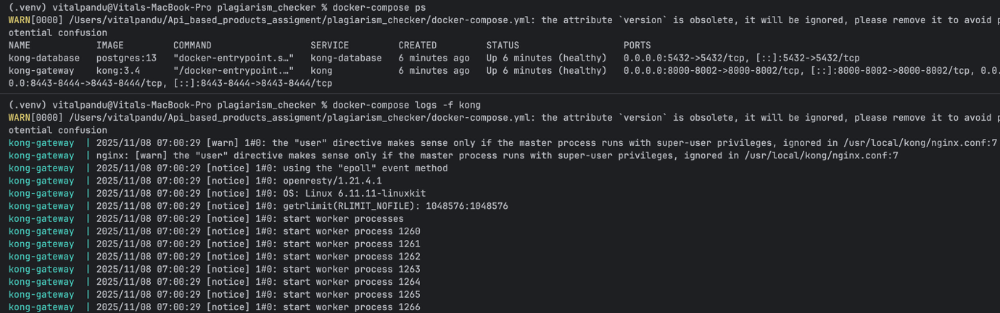 (.venv) vitalpandu@Vitals-MacBook-Pro plagiarism_checker % docker-compose ps
WARN[0000] /Users/vitalpandu/Api_based_products_assigment/plagiarism_checker/docker-compose.yml: the attribute `version` is obsolete, it will be ignored, please remove it to avoid p
otential confusion
NAME IMAGE COMMAND SERVICE CREATED STATUS PORTS
kong-database postgres:13 "docker-entrypoint.s…" kong-database 6 minutes ago Up 6 minutes (healthy) 0.0.0.0:5432->5432/tcp, [::]:5432->5432/tcp
kong-gateway kong:3.4 "/docker-entrypoint.…" kong 6 minutes ago Up 6 minutes (healthy) 0.0.0.0:8000-8002->8000-8002/tcp, [::]:8000-8002->8000-8002/tcp, 0.0.
0.0:8443-8444->8443-8444/tcp, [::]:8443-8444->8443-8444/tcp
(.venv) vitalpandu@Vitals-MacBook-Pro plagiarism_checker % docker-compose logs -f kong
WARN[0000] /Users/vitalpandu/Api_based_products_assigment/plagiarism_checker/docker-compose.yml: the attribute `version` is obsolete, it will be ignored, please remove it to avoid p
otential confusion
kong-gateway | 2025/11/08 07:00:29 [warn] 1#0: the "user" directive makes sense only if the master process runs with super-user privileges, ignored in /usr/local/kong/nginx.conf:7
kong-gateway | nginx: [warn] the "user" directive makes sense only if the master process runs with super-user privileges, ignored in /usr/local/kong/nginx.conf:7
kong-gateway | 2025/11/08 07:00:29 [notice] 1#0: using the "epoll" event method
kong-gateway | 2025/11/08 07:00:29 [notice] 1#0: openresty/1.21.4.1
kong-gateway | 2025/11/08 07:00:29 [notice] 1#0: OS: Linux 6.11.11-linuxkit
kong-gateway | 2025/11/08 07:00:29 [notice] 1#0: getrlimit(RLIMIT_NOFILE): 1048576:1048576
kong-gateway | 2025/11/08 07:00:29 [notice] 1#0: start worker processes
kong-gateway | 2025/11/08 07:00:29 [notice] 1#0: start worker process 1260
kong-gateway | 2025/11/08 07:00:29 [notice] 1#0: start worker process 1261
kong-gateway | 2025/11/08 07:00:29 [notice] 1#0: start worker process 1262
kong-gateway | 2025/11/08 07:00:29 [notice] 1#0: start worker process 1263
kong-gateway | 2025/11/08 07:00:29 [notice] 1#0: start worker process 1264
kong-gateway | 2025/11/08 07:00:29 [notice] 1#0: start worker process 1265
kong-gateway | 2025/11/08 07:00:29 [notice] 1#0: start worker process 1266